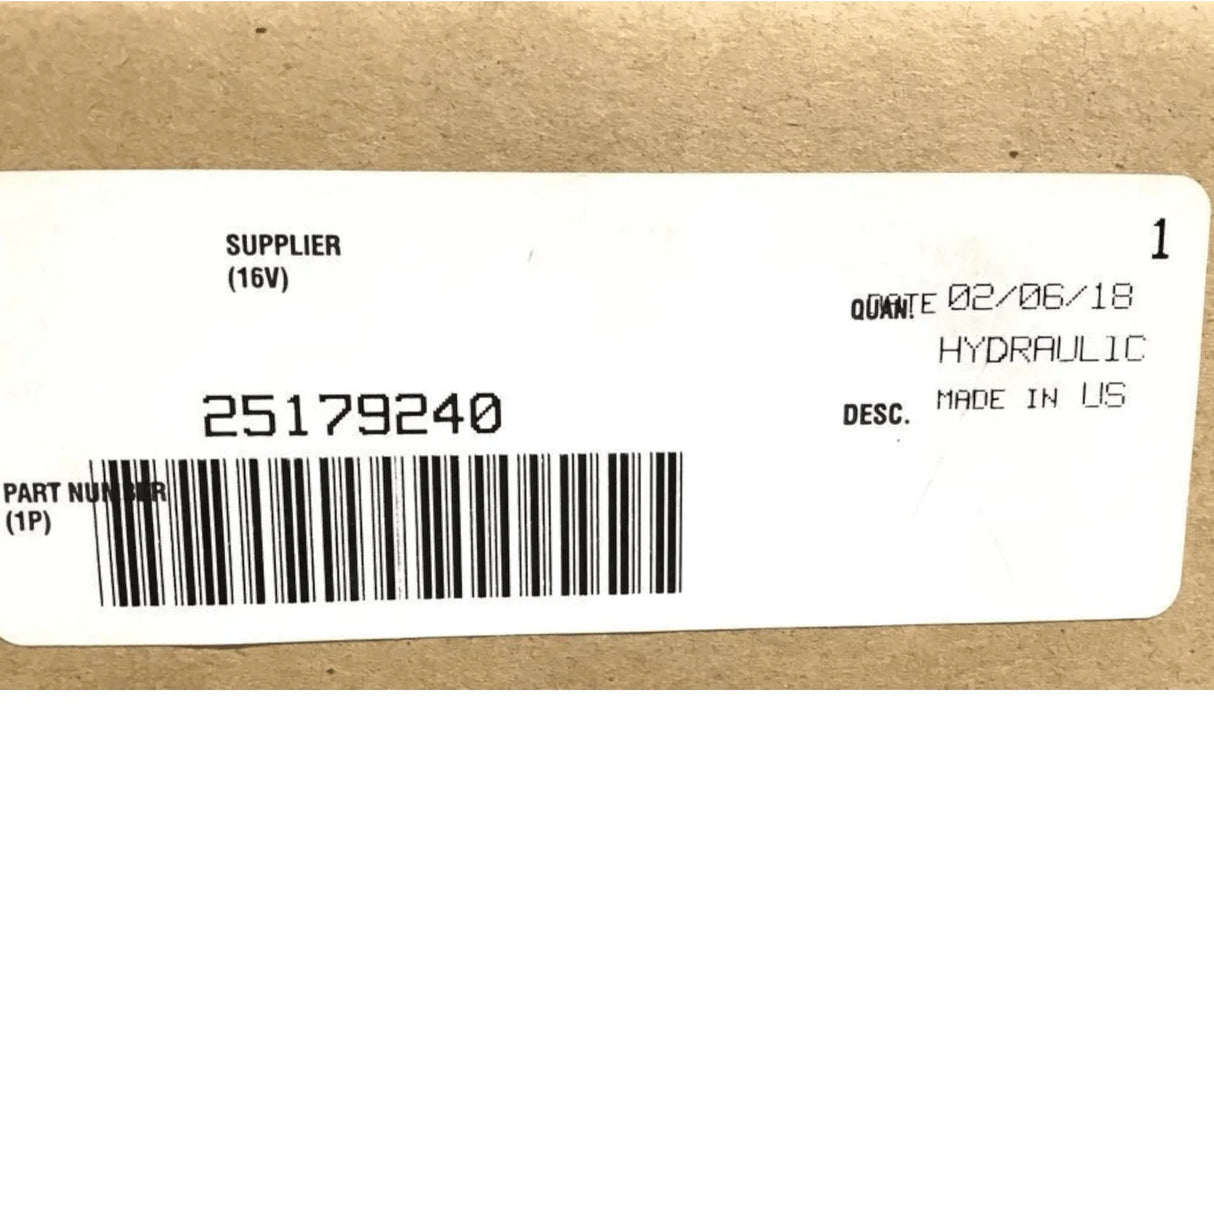 1
SUPPLIER
(16V)
QUAN. DATE 02/06/18
HYDRAULIC
DESC. MADE IN US
25179240
PART NUMBER
(1P)